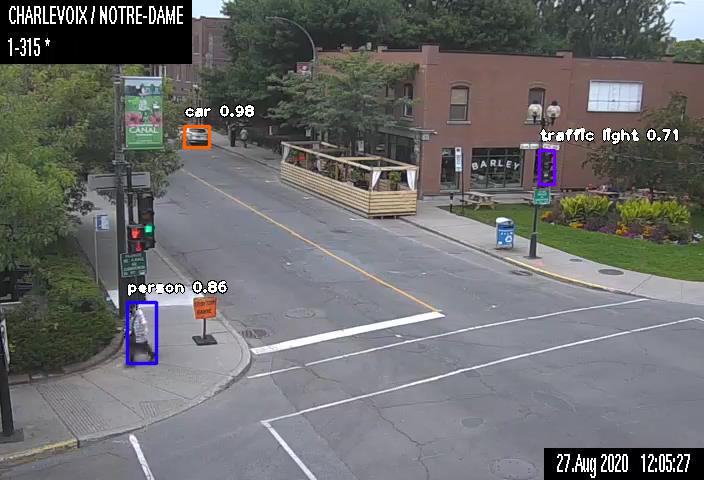 CHARLEVOIX / NOTRE-DAME
1-315 *
car 0.98
traffic light 0.71
CANAL
BARLEY
person 0.86
27.Aug 2020 12:05:27